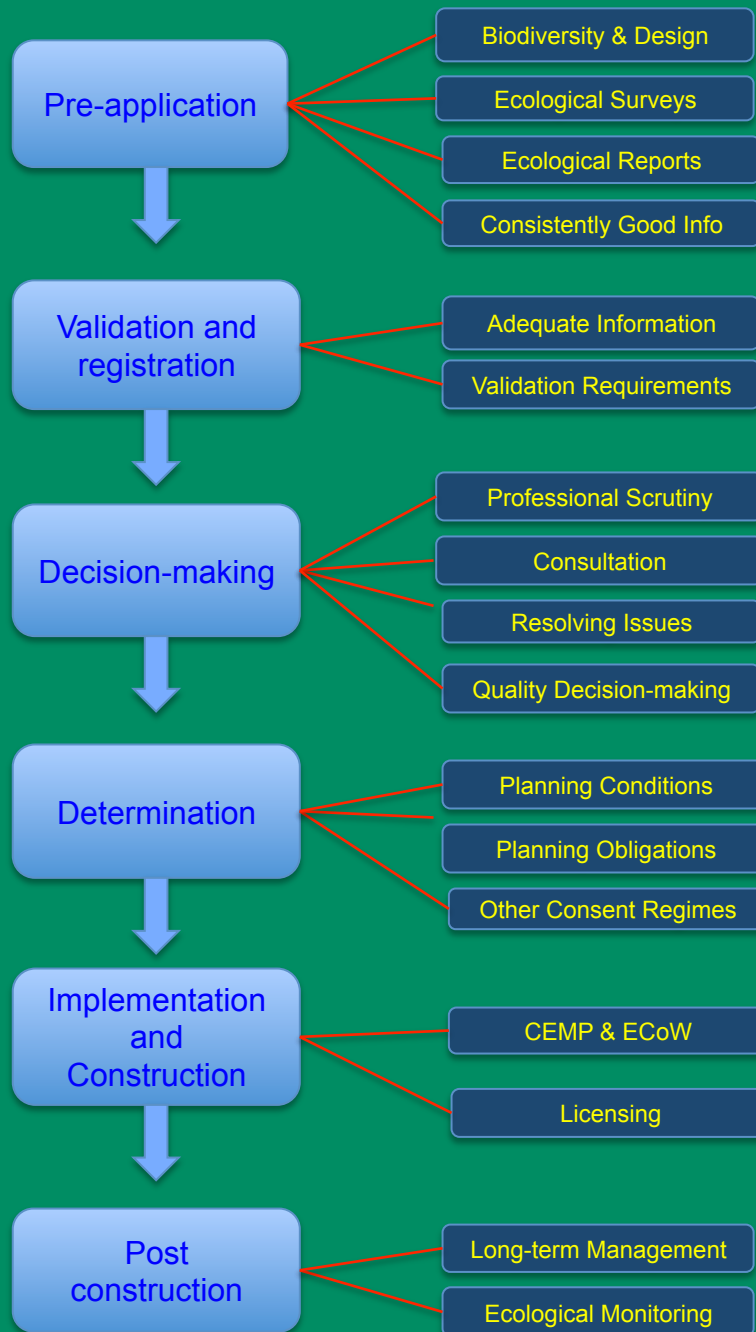 Pre-application
Biodiversity & Design
Ecological Surveys
Ecological Reports
Consistently Good Info
Validation and
registration
Adequate Information
Validation Requirements
Decision-making
Professional Scrutiny
Consultation
Resolving Issues
Quality Decision-making
Determination
Planning Conditions
Planning Obligations
Other Consent Regimes
Implementation
and
Construction
CEMP & ECoW
Licensing
Post
construction
Long-term Management
Ecological Monitoring